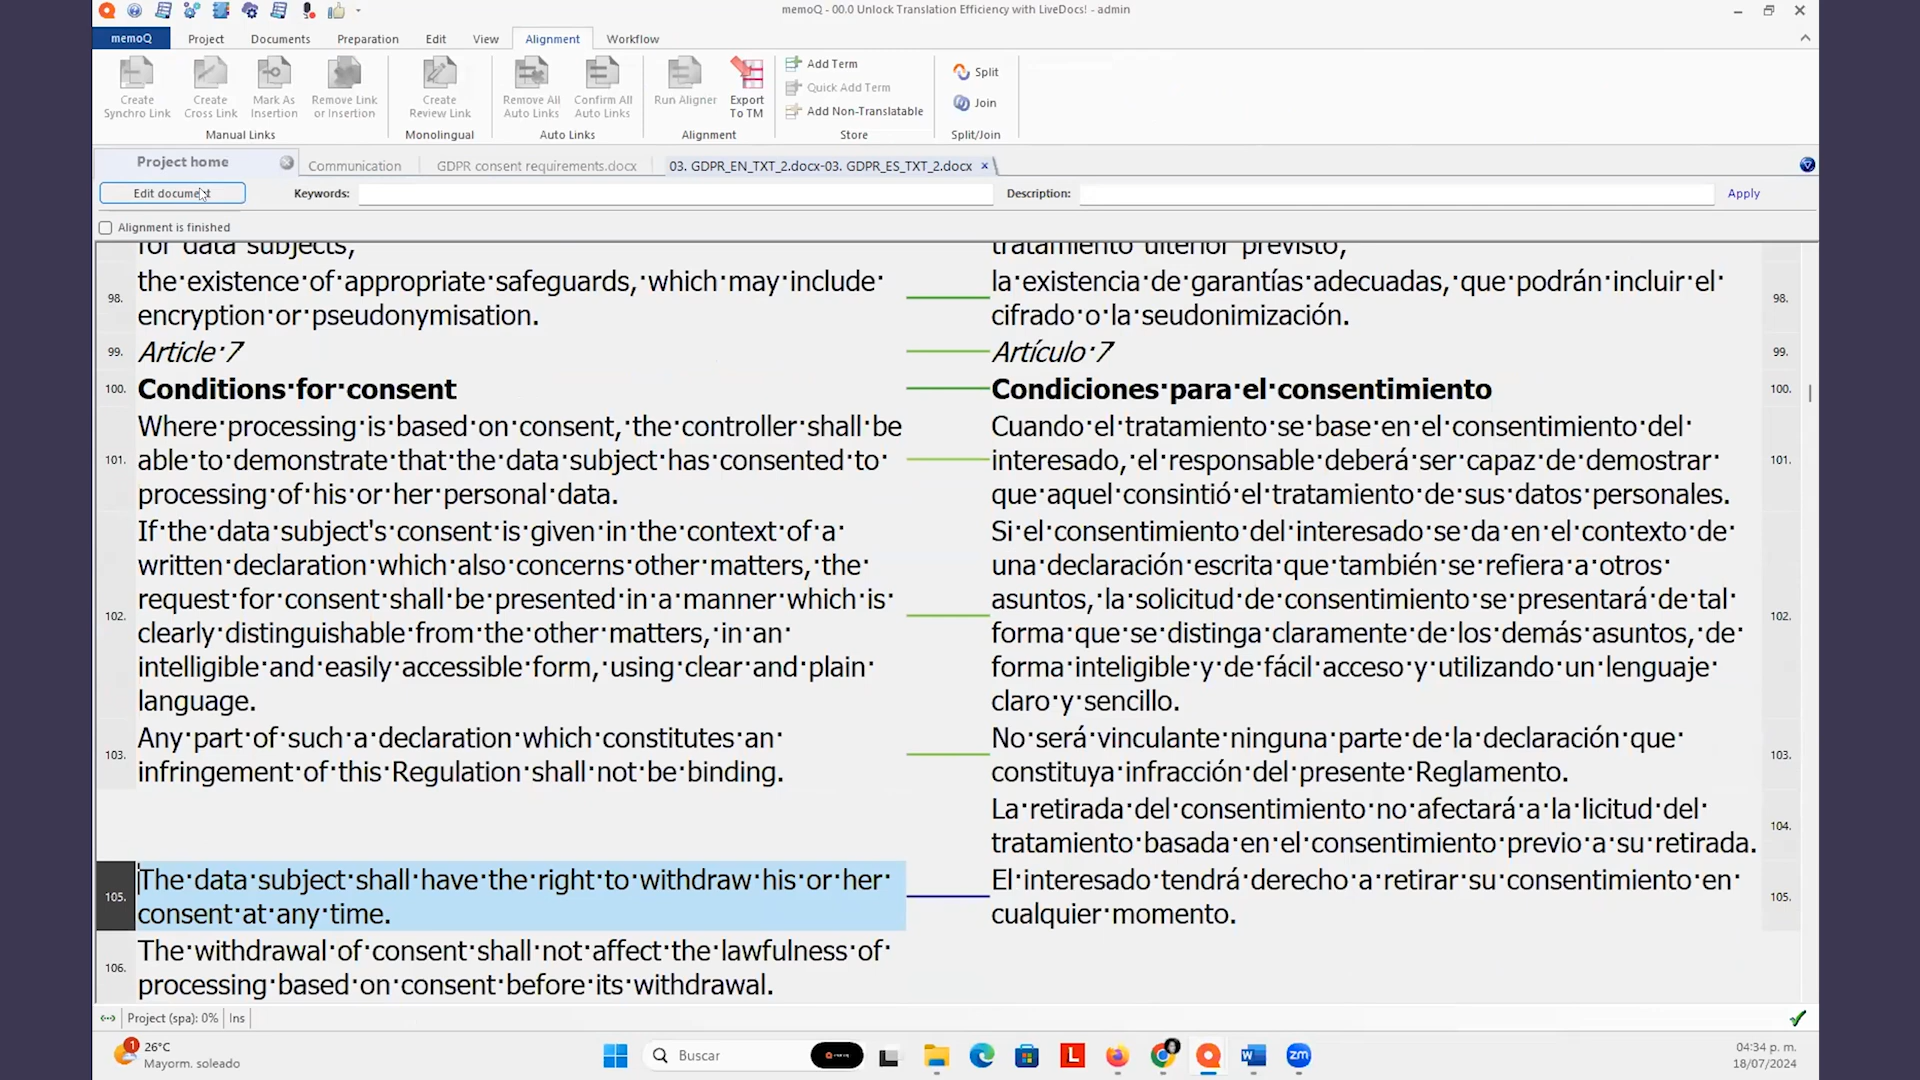 memoQ - 00.0 Unlock Translation Efficiency with LiveDocs! - admin
memoQ Project Documents Preparation Edit View Alignment Workflow
Create Synchro Link
Create Cross Link
Mark As Insertion
Remove Link or Insertion
Manual Links
Create Review Link
Monolingual
Remove All Auto Links
Confirm All Auto Links
Auto Links
Run Aligner
Export To TM
Alignment
Add Term
Quick Add Term
Add Non-Translatable
Store
Split
Join
Split/Join
Project home
Communication
GDPR consent requirements.docx
03. GDPR_EN_TXT_2.docx-03. GDPR_ES_TXT_2.docx
Edit document
Keywords:
Description:
Apply
Alignment is finished
for data subjects,
tratamiento ulterior previsto,
98.
the·existence·of·appropriate·safeguards,·which·may·include·
encryption·or·pseudonymisation.
la·existencia·de·garantías·adecuadas,·que·podrán·incluir·el·
cifrado·o·la·seudonimización.
98.
99.
Article·7
Artículo·7
99.
100.
Conditions·for·consent
Condiciones·para·el·consentimiento
100.
101.
Where·processing·is·based·on·consent,·the·controller·shall·be·
able·to·demonstrate·that·the·data·subject·has·consented·to·
processing·of·his·or·her·personal·data.
Cuando·el·tratamiento·se·base·en·el·consentimiento·del·
interesado,·el·responsable·deberá·ser·capaz·de·demostrar·
que·aquel·consintió·el·tratamiento·de·sus·datos·personales.
101.
102.
If·the·data·subject's·consent·is·given·in·the·context·of·a·
written·declaration·which·also·concerns·other·matters,·the·
request·for·consent·shall·be·presented·in·a·manner·which·is·
clearly·distinguishable·from·the·other·matters,·in·an·
intelligible·and·easily·accessible·form,·using·clear·and·plain·
language.
Si·el·consentimiento·del·interesado·se·da·en·el·contexto·de·
una·declaración·escrita·que·también·se·refiera·a·otros·
asuntos,·la·solicitud·de·consentimiento·se·presentará·de·tal·
forma·que·se·distinga·claramente·de·los·demás·asuntos,·de·
forma·inteligible·y·de·fácil·acceso·y·utilizando·un·lenguaje·
claro·y·sencillo.
102.
103.
Any·part·of·such·a·declaration·which·constitutes·an·
infringement·of·this·Regulation·shall·not·be·binding.
No·será·vinculante·ninguna·parte·de·la·declaración·que·
constituya·infracción·del·presente·Reglamento.
103.
La·retirada·del·consentimiento·no·afectará·a·la·licitud·del·
tratamiento·basada·en·el·consentimiento·previo·a·su·retirada.
104.
105.
The·data·subject·shall·have·the·right·to·withdraw·his·or·her·
consent·at·any·time.
El·interesado·tendrá·derecho·a·retirar·su·consentimiento·en·
cualquier·momento.
105.
106.
The·withdrawal·of·consent·shall·not·affect·the·lawfulness·of·
processing·based·on·consent·before·its·withdrawal.
Project (spa): 0%
Ins
1
26°C
Mayorm. soleado
Buscar
L
W
zm
04:34 p. m.
18/07/2024